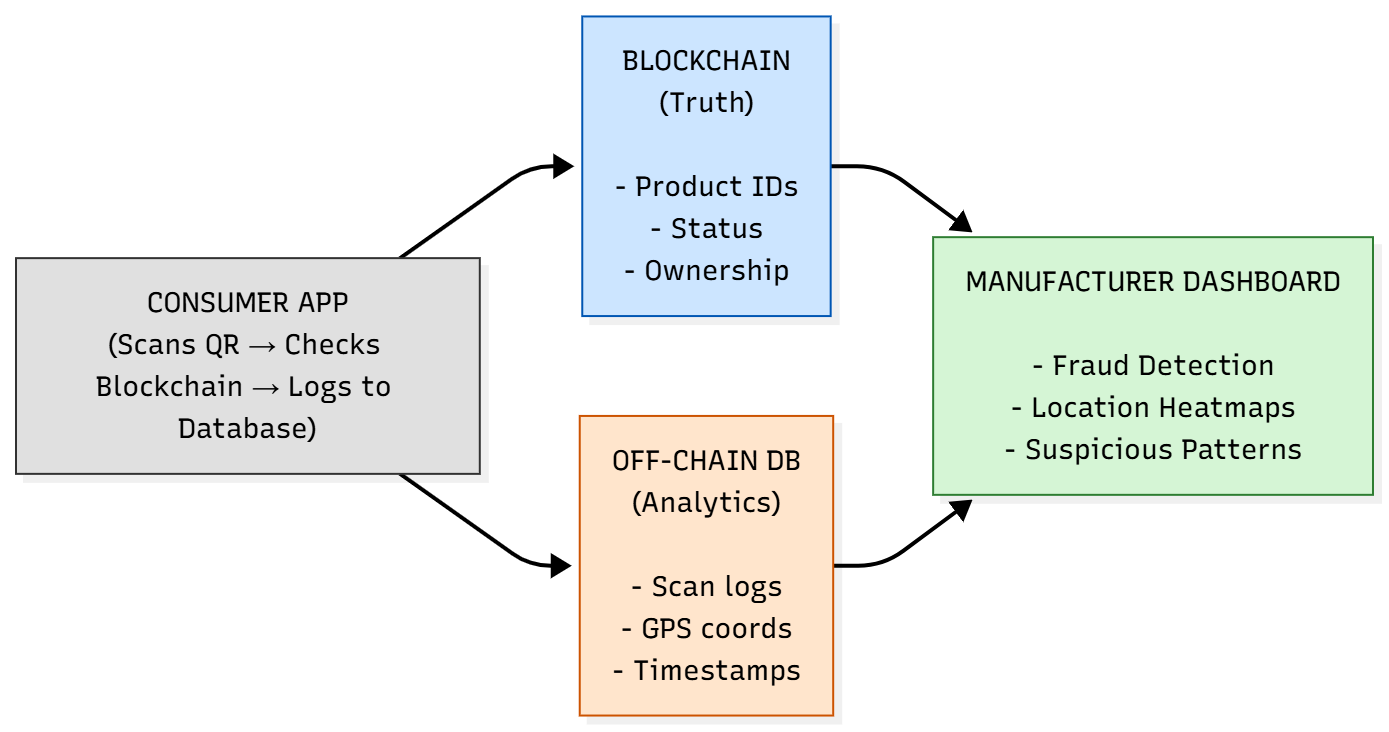 BLOCKCHAIN
(Truth)
- Product IDs
- Status
- Ownership
CONSUMER APP
(Scans QR → Checks
Blockchain → Logs to
Database)
MANUFACTURER DASHBOARD
- Fraud Detection
- Location Heatmaps
- Suspicious Patterns
OFF-CHAIN DB
(Analytics)
- Scan logs
- GPS coords
- Timestamps